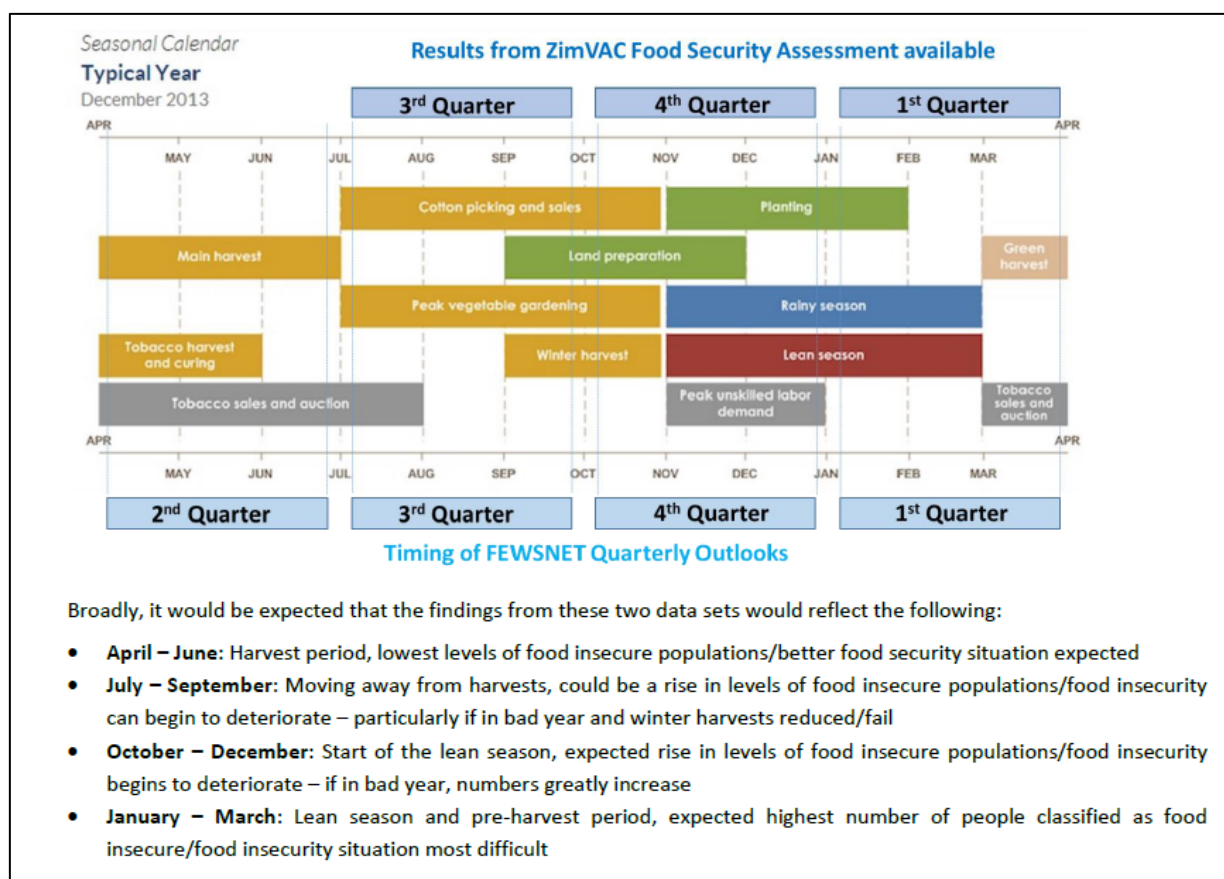 Seasonal Calendar
Typical Year
December 2013
Results from ZimVAC Food Security Assessment available
3rd Quarter
4th Quarter
1st Quarter
APR
APR
MAY
JUN
JUL
AUG
SEP
OCT
NOV
DEC
JAN
FEB
MAR
Cotton picking and sales
Planting
Main harvest
Land preparation
Green
harvest
Peak vegetable gardening
Rainy season
Tobacco harvest
and curing
Winter harvest
Lean season
Tobacco sales and auction
Peak unskilled labor
demand
Tobacco
sales and
auction
APR
APR
MAY
JUN
JUL
AUG
SEP
OCT
NOV
DEC
JAN
FEB
MAR
2nd Quarter
3rd Quarter
4th Quarter
1st Quarter
Timing of FEWSNET Quarterly Outlooks
Broadly, it would be expected that the findings from these two data sets would reflect the following:
• April – June: Harvest period, lowest levels of food insecure populations/better food security situation expected
• July – September: Moving away from harvests, could be a rise in levels of food insecure populations/food insecurity
can begin to deteriorate – particularly if in bad year and winter harvests reduced/fail
• October – December: Start of the lean season, expected rise in levels of food insecure populations/food insecurity
begins to deteriorate – if in bad year, numbers greatly increase
• January – March: Lean season and pre-harvest period, expected highest number of people classified as food
insecure/food insecurity situation most difficult